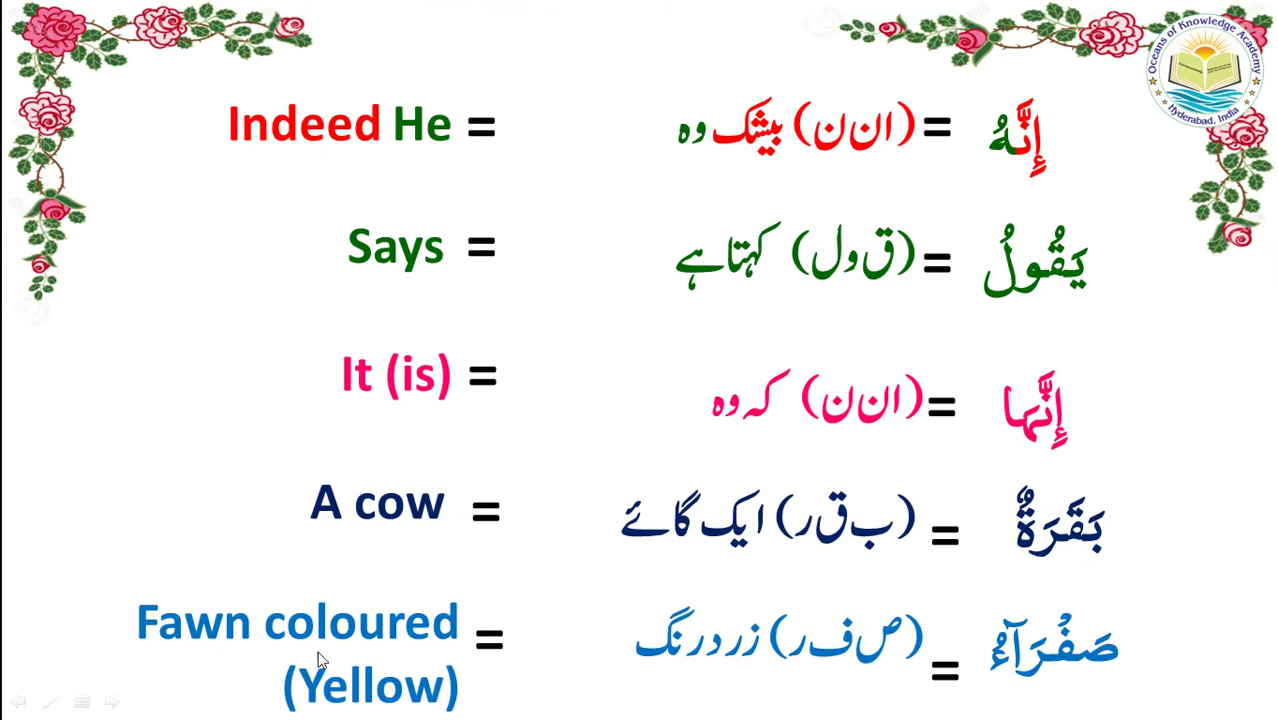 Oceans of Knowledge Academy
Hyderabad, India
إِنَّهُ = (ان ن) بیشک وہ = Indeed He
يَقُولُ = (ق ول) کہتا ہے = Says
إِنَّهَا = (ان ن) کہ وہ = It (is)
بَقَرَةٌ = (ب ق ر) ایک گائے = A cow
صَفْرَآءُ = (ص ف ر) زرد رنگ = Fawn coloured
(Yellow)